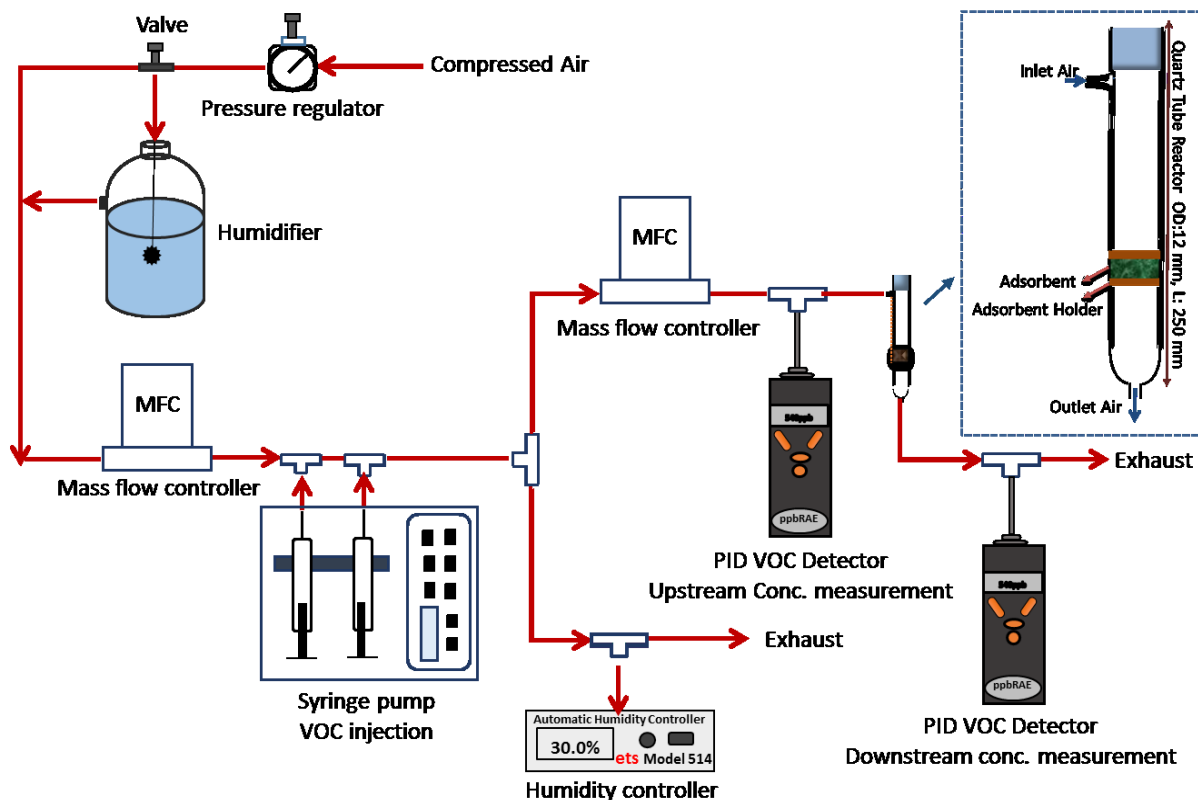 Valve
Compressed Air
Pressure regulator
Humidifier
MFC
Mass flow controller
Syringe pump
VOC injection
MFC
Mass flow controller
ppbRAE
PID VOC Detector
Upstream Conc. measurement
Exhaust
Automatic Humidity Controller
30.0%
ets Model 514
Humidity controller
Inlet Air
Adsorbent
Adsorbent Holder
Outlet Air
Quartz Tube Reactor OD:12 mm, L: 250 mm
Exhaust
ppbRAE
PID VOC Detector
Downstream conc. measurement